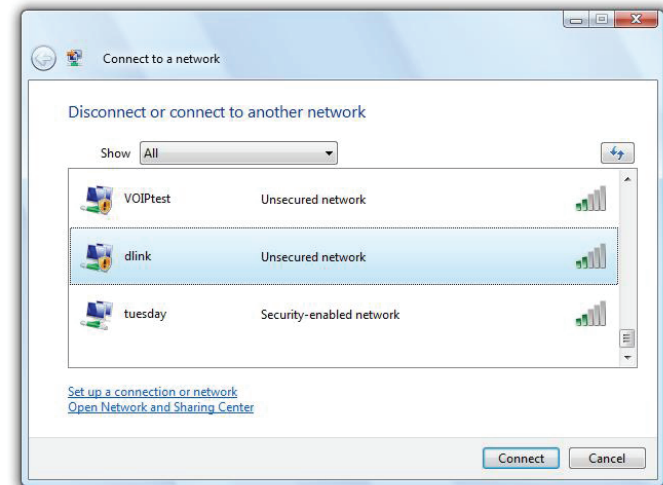 Connect to a network
Disconnect or connect to another network
Show All
VOIPtest Unsecured network
dlink Unsecured network
tuesday Security-enabled network
Set up a connection or network
Open Network and Sharing Center
Connect Cancel